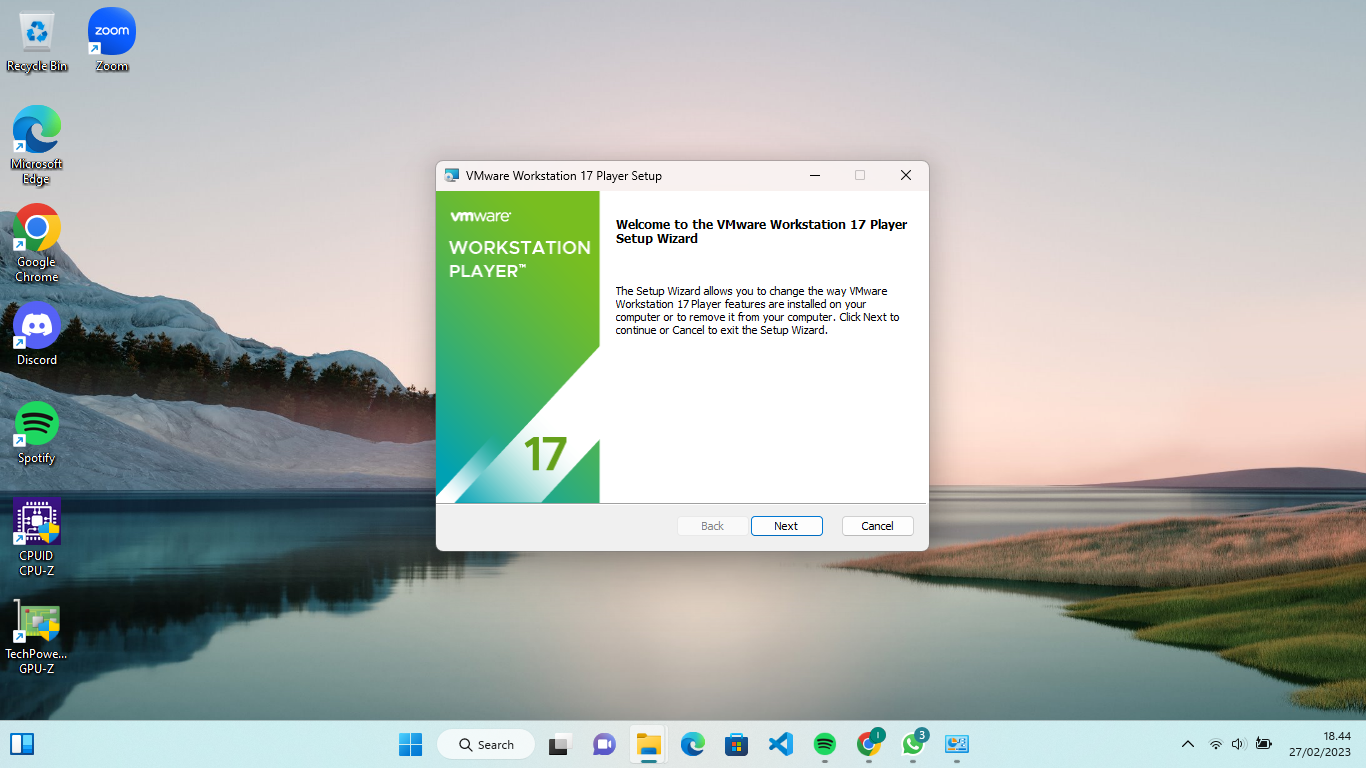 Recycle Bin
zoom
Zoom
Microsoft
Edge
Google
Chrome
Discord
Spotify
CPUID
CPU-Z
TechPowe...
GPU-Z
VMware Workstation 17 Player Setup
vmware
WORKSTATION
PLAYER™
17
Welcome to the VMware Workstation 17 Player
Setup Wizard
The Setup Wizard allows you to change the way VMware
Workstation 17 Player features are installed on your
computer or to remove it from your computer. Click Next to
continue or Cancel to exit the Setup Wizard.
Back
Next
Cancel
Search
I
3
18.44
27/02/2023